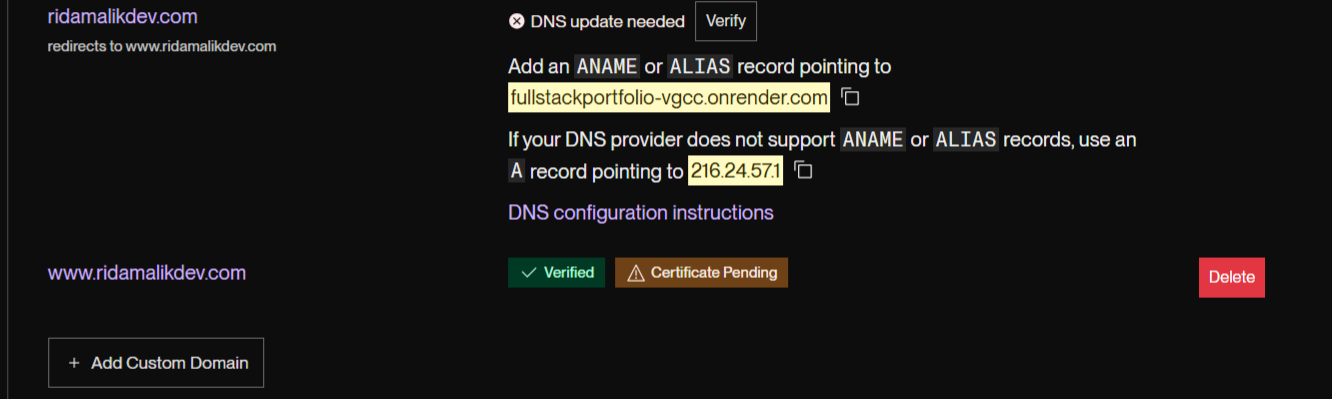 ridamalikdev.com
redirects to www.ridamalikdev.com
DNS update needed
Verify
Add an ANAME or ALIAS record pointing to
fullstackportfolio-vgcc.onrender.com
If your DNS provider does not support ANAME or ALIAS records, use an
A record pointing to 216.24.57.1
DNS configuration instructions
www.ridamalikdev.com
Verified
Certificate Pending
Delete
+ Add Custom Domain